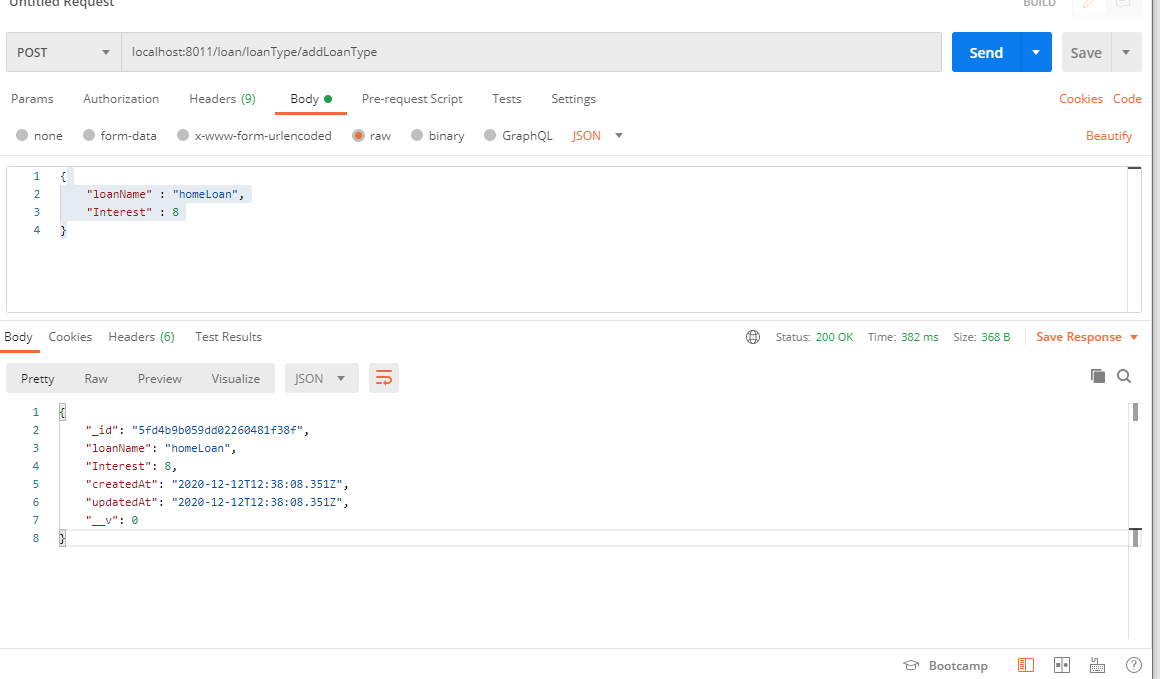 Untitled Request BUILD
POST localhost:8011/loan/loanType/addLoanType Send Save
Params Authorization Headers (9) Body Pre-request Script Tests Settings Cookies Code
none form-data x-www-form-urlencoded raw binary GraphQL JSON Beautify
1 {
2 "loanName" : "homeLoan",
3 "Interest" : 8
4 }
Body Cookies Headers (6) Test Results Status: 200 OK Time: 382 ms Size: 368 B Save Response
Pretty Raw Preview Visualize JSON
1 {
2 "_id": "5fd4b9b059dd02260481f38f",
3 "loanName": "homeLoan",
4 "Interest": 8,
5 "createdAt": "2020-12-12T12:38:08.351Z",
6 "updatedAt": "2020-12-12T12:38:08.351Z",
7 "__v": 0
8 }
Bootcamp